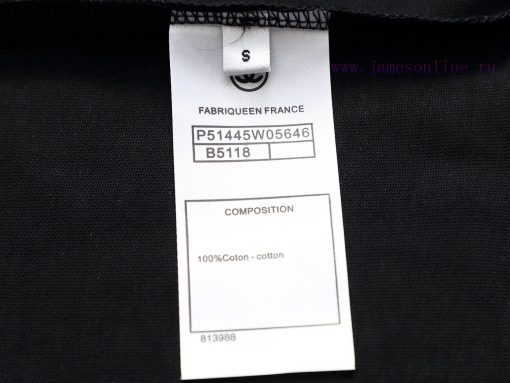 S
www.jamesonline.ru
FABRIQUEEN FRANCE
P51445W05646
B5118
COMPOSITION
100%Coton - cotton
813988